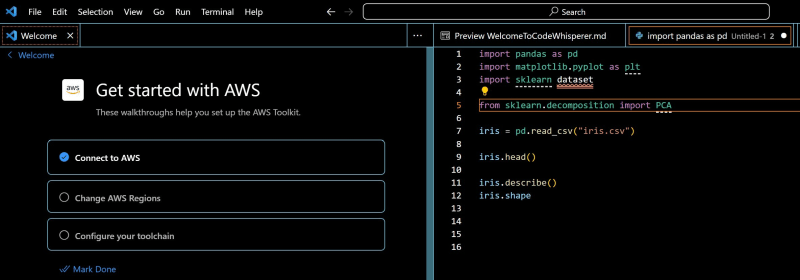 File Edit Selection View Go Run Terminal Help Search
Welcome
Preview WelcomeToCodeWhisperer.md
import pandas as pd Untitled-1 2
Welcome
aws
Get started with AWS
These walkthroughs help you set up the AWS Toolkit.
Connect to AWS
Change AWS Regions
Configure your toolchain
Mark Done
1 import pandas as pd
2 import matplotlib.pyplot as plt
3 import sklearn dataset
4
5 from sklearn.decomposition import PCA
6
7 iris = pd.read_csv("iris.csv")
8
9 iris.head()
10
11 iris.describe()
12 iris.shape
13
14
15
16